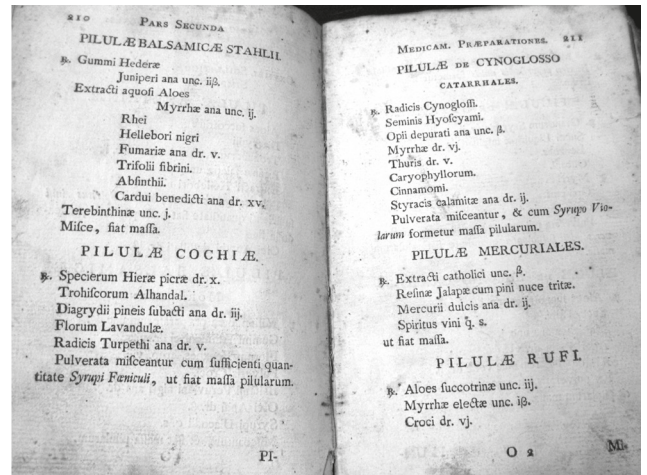 210 PARS SECUNDA
PILULÆ BALSAMICÆ STAHLII.
℞. Gummi Hederæ
Juniperi ana unc. iiß.
Extracti aquosi Aloes
Myrrhæ ana unc. ij.
Rhei
Hellebori nigri
Fumariæ ana dr. v.
Trifolii fibrini.
Absinthii.
Cardui benedicti ana dr. xv.
Terebinthinæ unc. j.
Misce, fiat massa.
PILULÆ COCHIÆ.
℞. Specierum Hieræ picræ dr. x.
Trohiscorum Alhandal.
Diagrydii pineis subacti ana dr. iij.
Florum Lavandulæ.
Radicis Turpethi ana dr. v.
Pulverata misceantur cum sufficienti quan-
titate Syrupi Fœniculi, ut fiat massa pilularum.
PI-
MEDICAM. PRÆPARATIONES. 211
PILULÆ DE CYNOGLOSSO
CATARRHALES.
℞. Radicis Cynoglossi.
Seminis Hyoscyami.
Opii depurati ana unc. ß.
Myrrhæ dr. vj.
Thuris dr. v.
Caryophyllorum.
Cinnamomi.
Styracis calamitæ ana dr. ij.
Pulverata misceantur, & cum Syrupo Vio-
larum formetur massa pilularum.
PILULÆ MERCURIALES.
℞. Extracti catholici unc. ß.
Resinæ Jalapæ cum pini nuce tritæ.
Mercurii dulcis ana dr. ij.
Spiritus vini q. s.
ut fiat massa.
PILULÆ RUFI.
℞. Aloes succotrinæ unc. iij.
Myrrhæ electæ unc. iß.
Croci dr. vj.
O 2 MI-